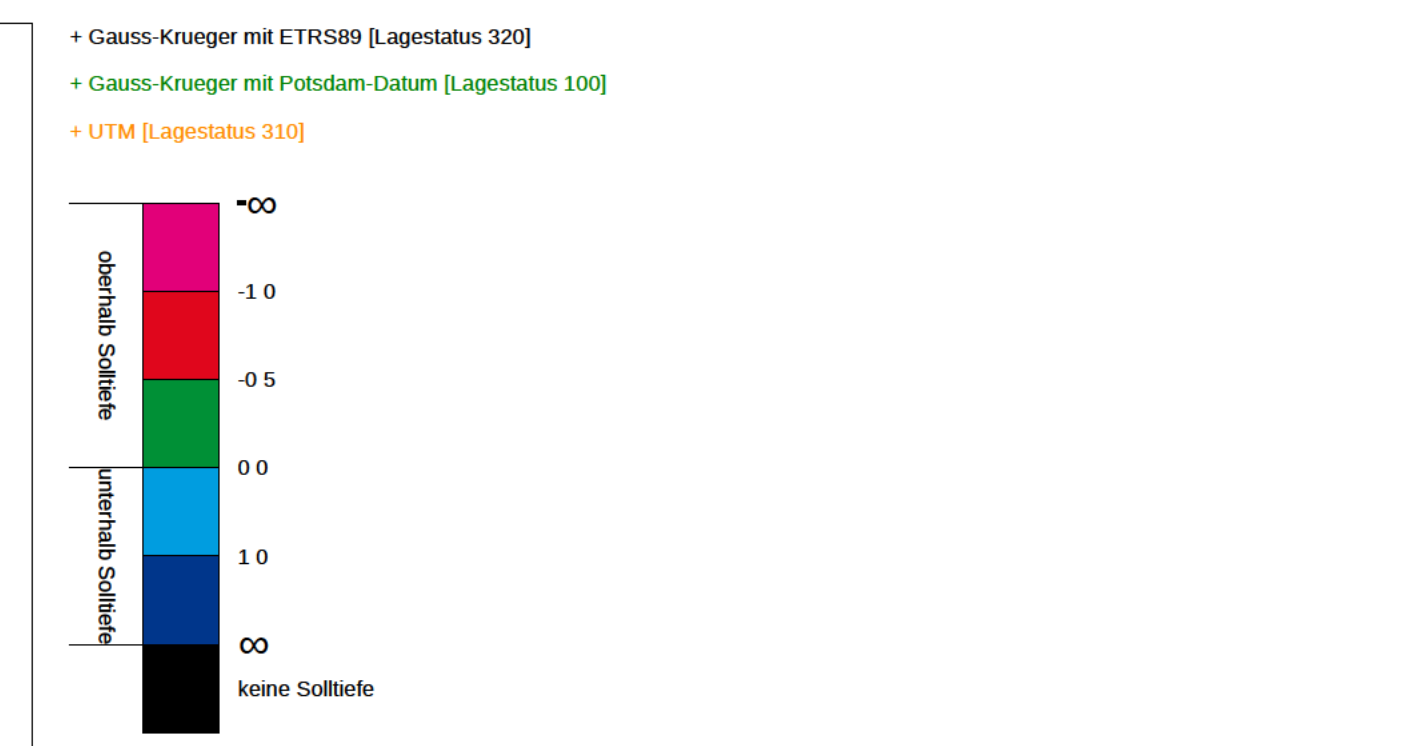 + Gauss-Krueger mit ETRS89 [Lagestatus 320]
+ Gauss-Krueger mit Potsdam-Datum [Lagestatus 100]
+ UTM [Lagestatus 310]
-∞
oberhalb Solltiefe
-1 0
-0 5
0 0
unterhalb Solltiefe
1 0
∞
keine Solltiefe